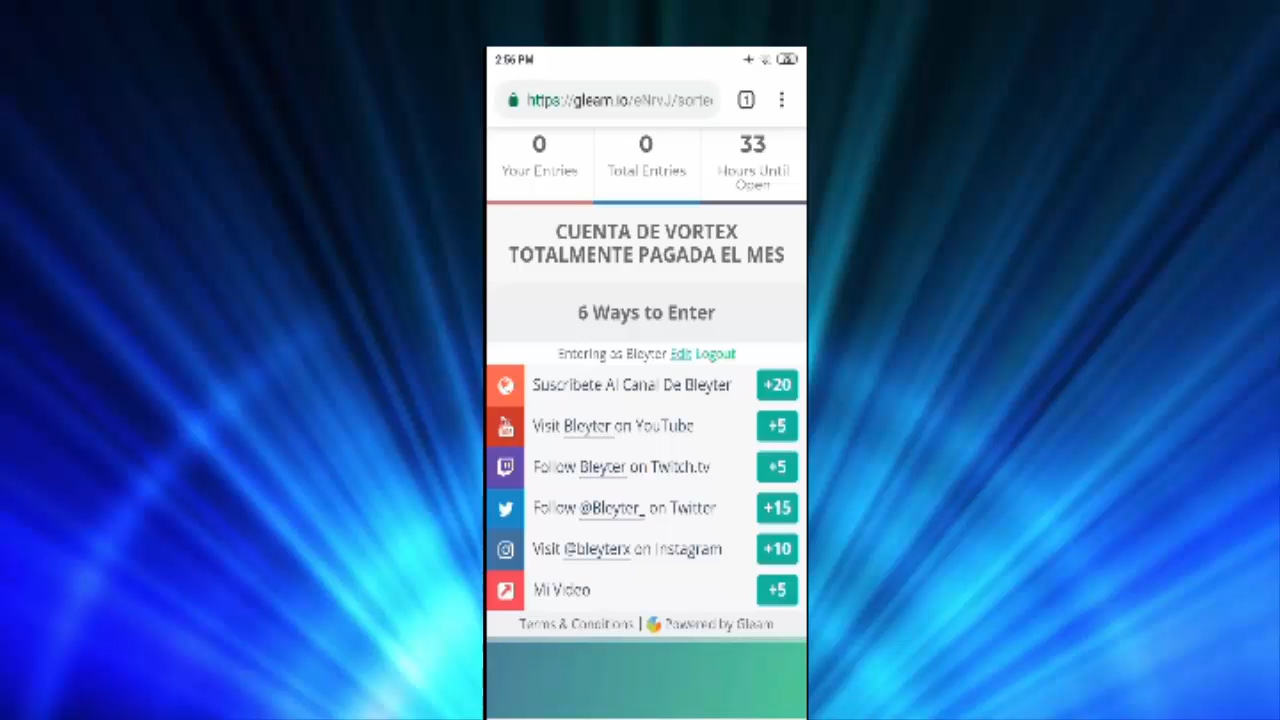 2:56 PM
https://gleam.io/eNrvJ/sorte
1
0
Your Entries
0
Total Entries
33
Hours Until
Open
CUENTA DE VORTEX
TOTALMENTE PAGADA EL MES
6 Ways to Enter
Entering as Bleyter Edit Logout
Suscribete Al Canal De Bleyter +20
Visit Bleyter on YouTube +5
Follow Bleyter on Twitch.tv +5
Follow @Bleyter_ on Twitter +15
Visit @bleyterx on Instagram +10
Mi Video +5
Terms & Conditions | Powered by Gleam